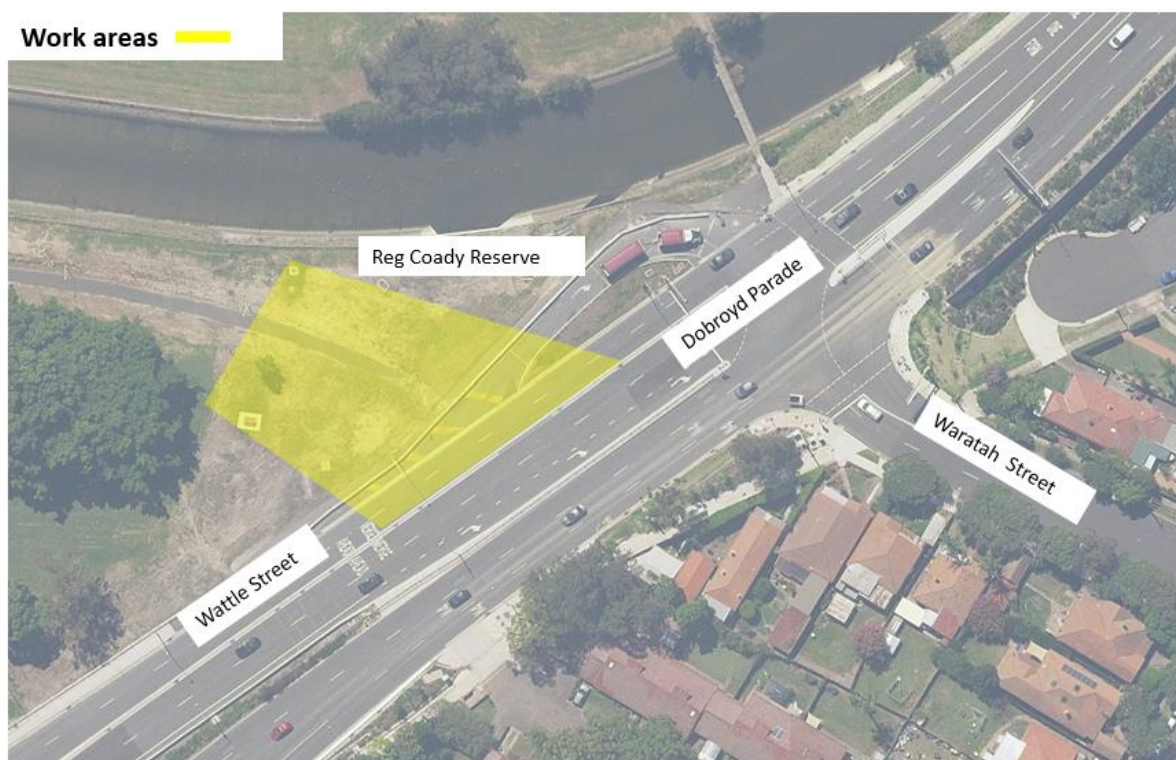 Work areas
Reg Coady Reserve
Dobroyd Parade
Waratah Street
Wattle Street